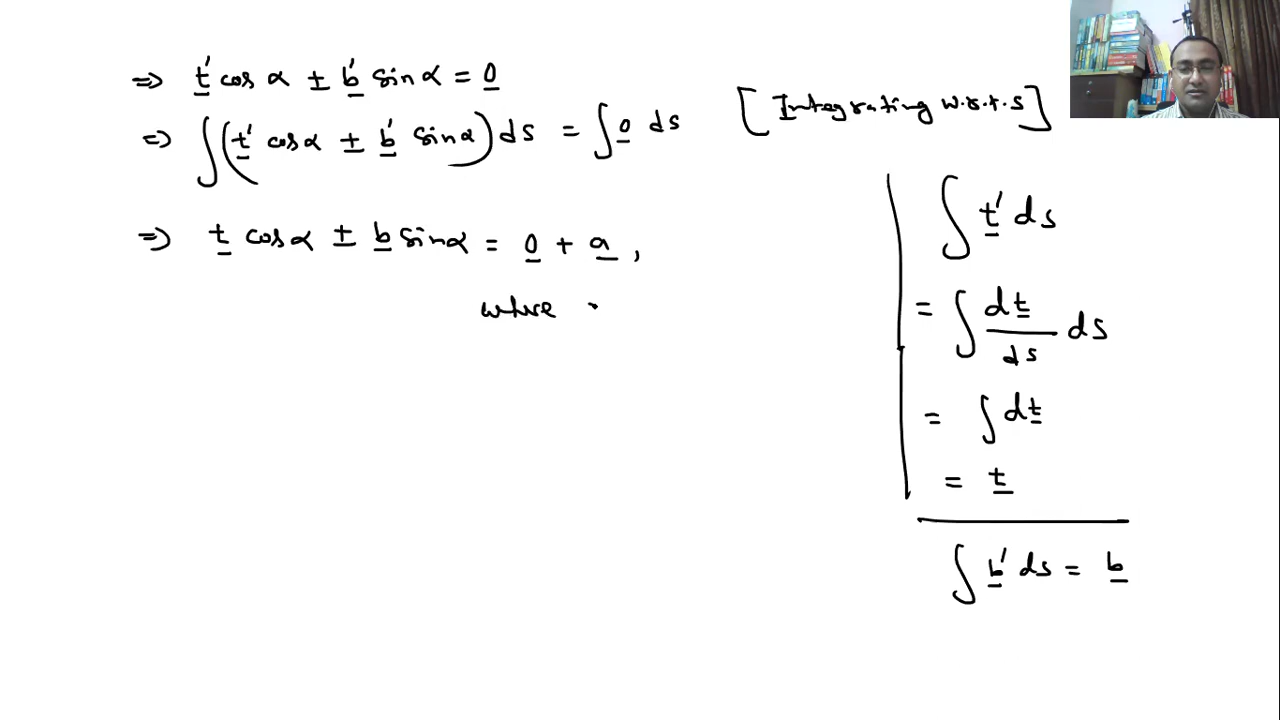 ⇒ t̲′ cos α ± b̲′ sin α = 0̲
⇒ ∫(t̲′ cos α ± b̲′ sin α) ds = ∫ 0̲ ds [Integrating w.r.t. s]
⇒ t̲ cos α ± b̲ sin α = 0̲ + a̲ ,
where
∫ t̲′ ds
= ∫ dt̲/ds ds
= ∫ dt̲
= t̲
∫ b̲′ ds = b̲